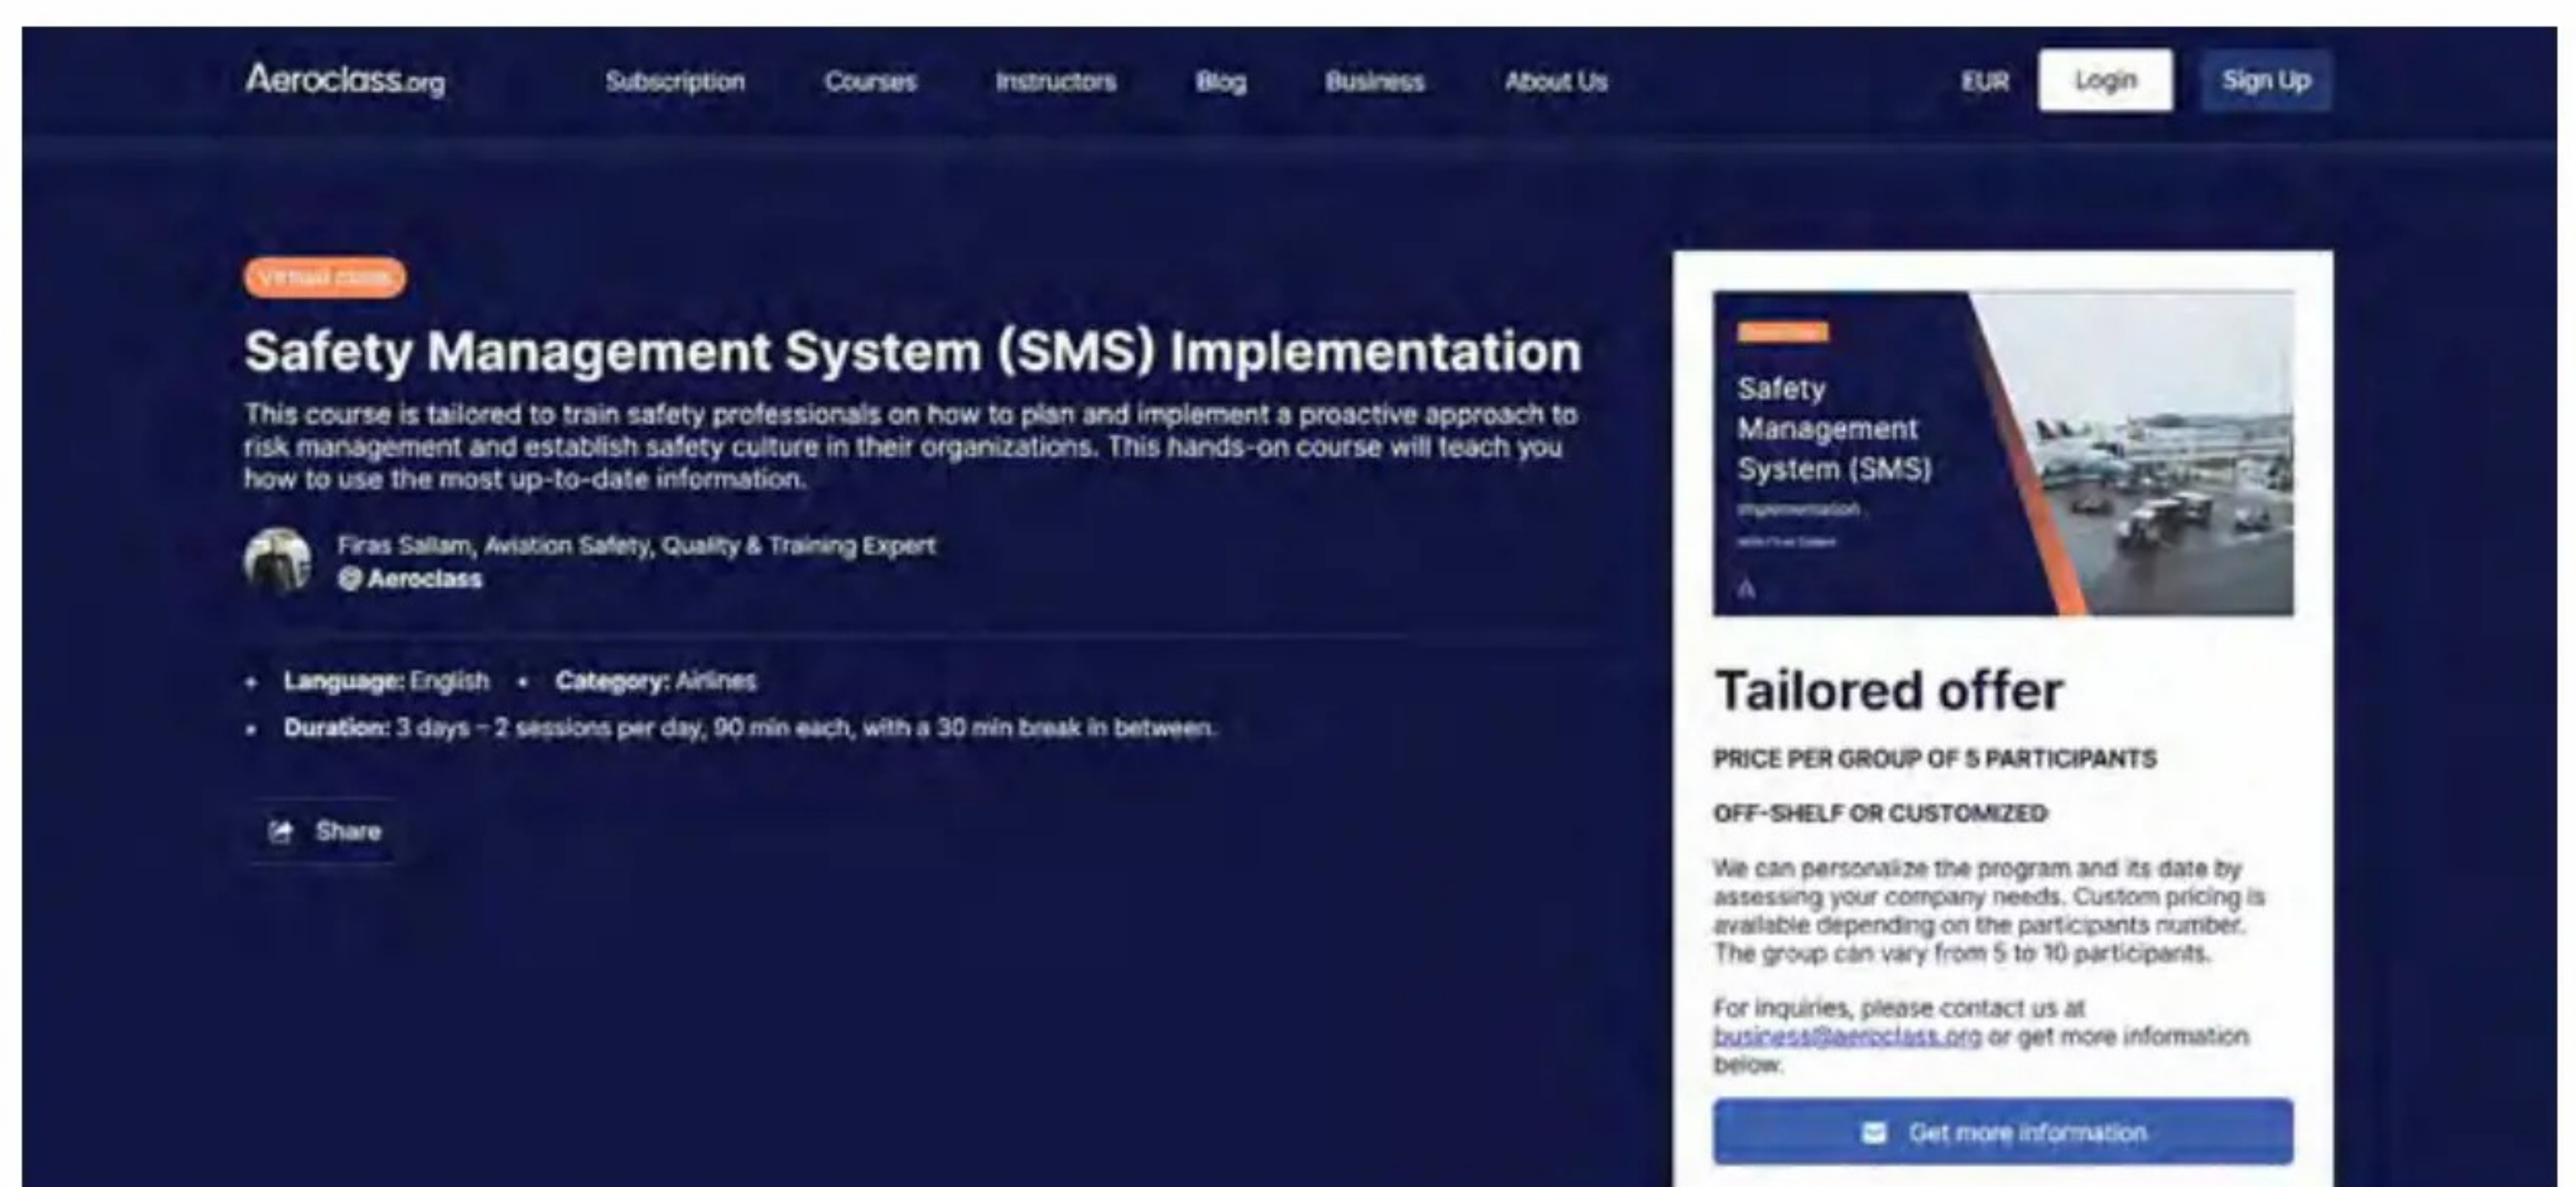 Aeroclass.org
Subscription
Courses
Instructors
Blog
Business
About Us
EUR
Login
Sign Up
Virtual class
Safety Management System (SMS) Implementation
This course is tailored to train safety professionals on how to plan and implement a proactive approach to
risk management and establish safety culture in their organizations. This hands-on course will teach you
how to use the most up-to-date information.
Firas Sallam, Aviation Safety, Quality & Training Expert
@ Aeroclass
Language: English • Category: Airlines
Duration: 3 days – 2 sessions per day, 90 min each, with a 30 min break in between.
Share
Safety
Management
System (SMS)
Implementation
with Firas Sallam
Tailored offer
PRICE PER GROUP OF 5 PARTICIPANTS
OFF-SHELF OR CUSTOMIZED
We can personalize the program and its date by
assessing your company needs. Custom pricing is
available depending on the participants number.
The group can vary from 5 to 10 participants.
For inquiries, please contact us at
business@aeroclass.org or get more information
below.
Get more information